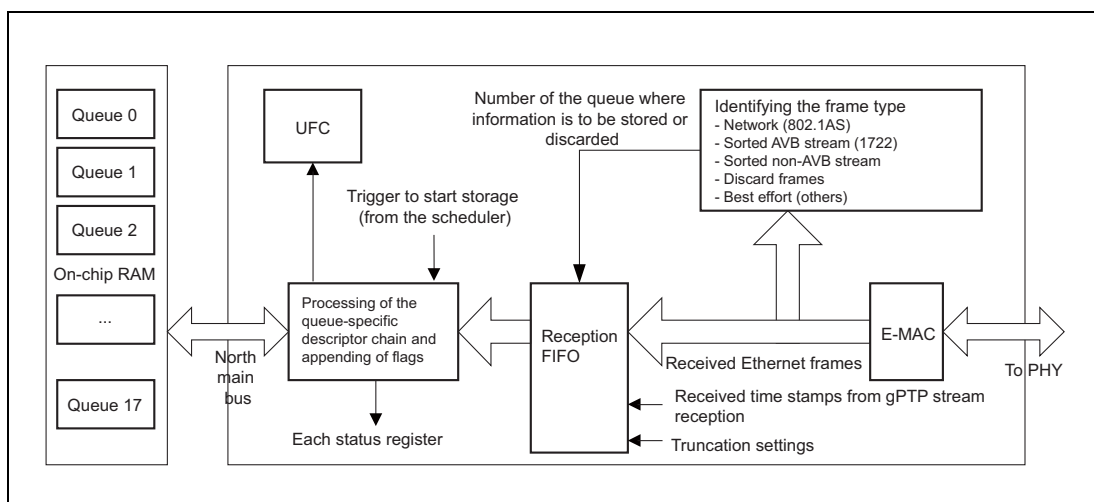 Queue 0
Queue 1
Queue 2
On-chip RAM
...
Queue 17
North
main
bus
UFC
Trigger to start storage
(from the scheduler)
Processing of the
queue-specific
descriptor chain and
appending of flags
Each status register
Number of the queue where
information is to be stored or
discarded
Reception
FIFO
Identifying the frame type
- Network (802.1AS)
- Sorted AVB stream (1722)
- Sorted non-AVB stream
- Discard frames
- Best effort (others)
Received Ethernet frames
E-MAC
To PHY
Received time stamps from gPTP stream
reception
Truncation settings